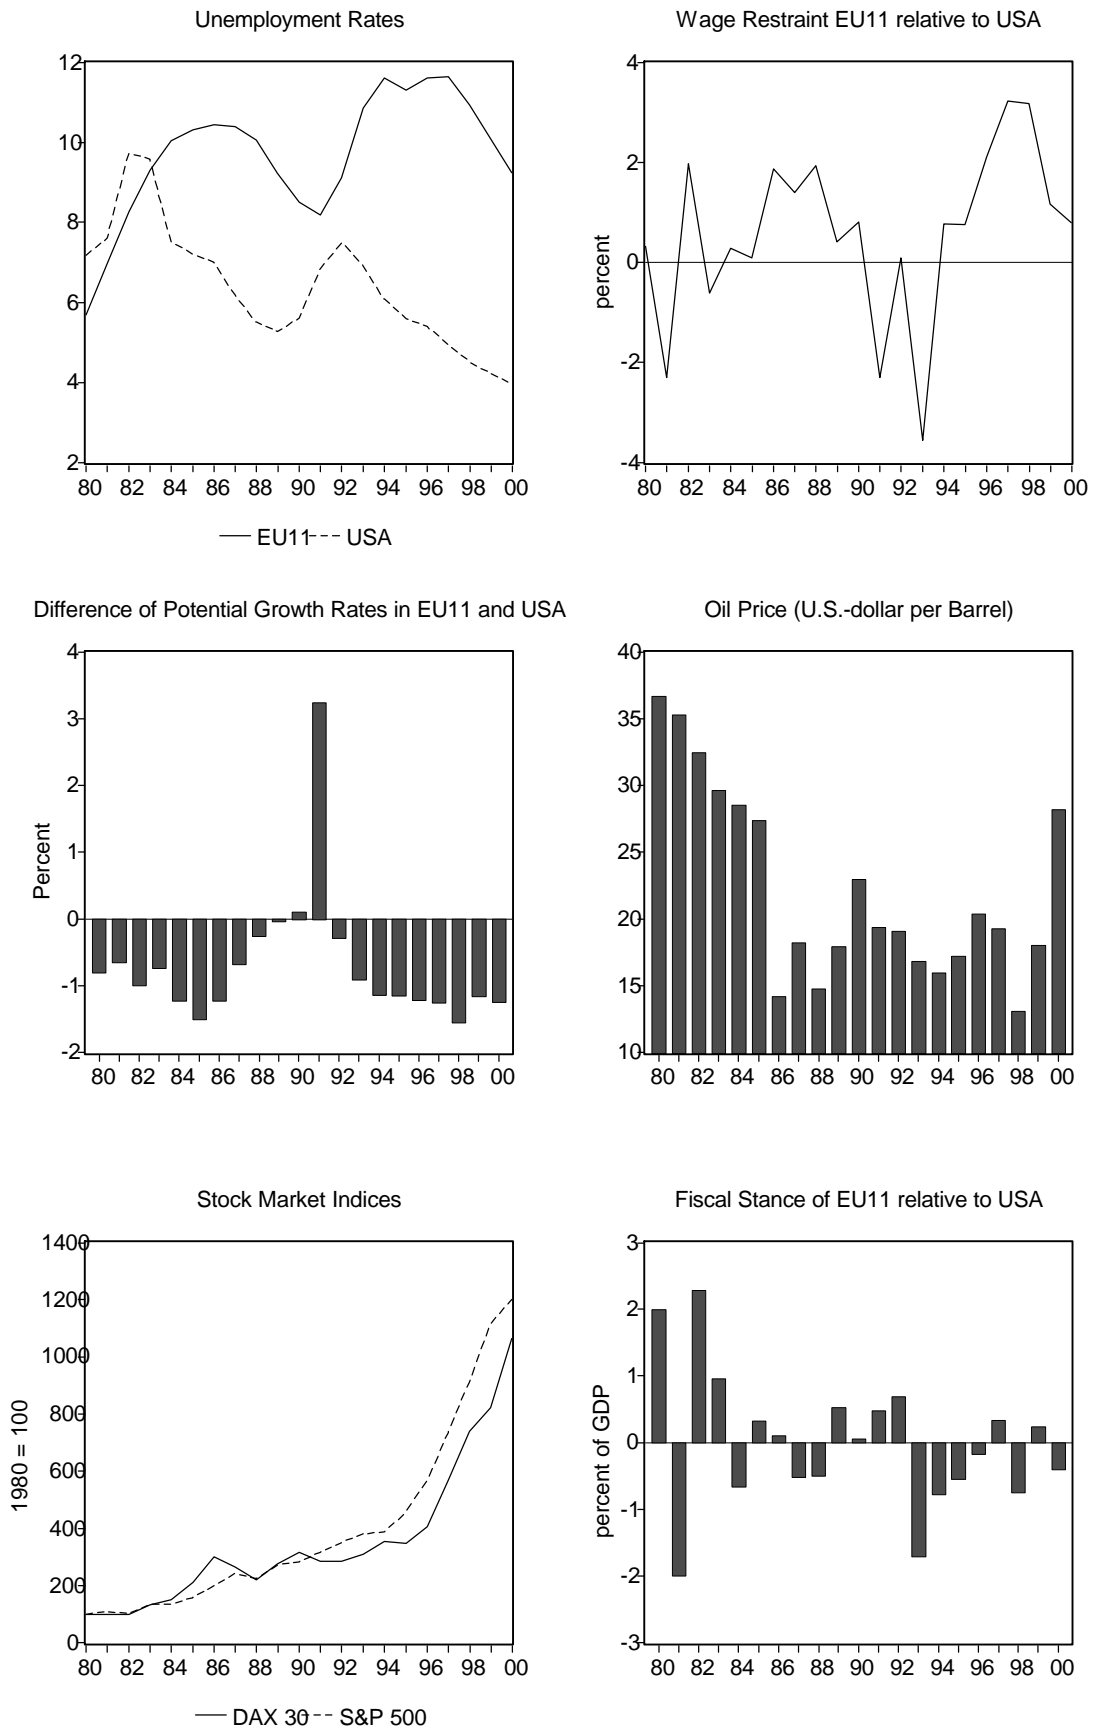 Unemployment Rates
12
10
8
6
4
2
80 82 84 86 88 90 92 94 96 98 00
EU11 USA
Wage Restraint EU11 relative to USA
percent
4
2
0
-2
-4
80 82 84 86 88 90 92 94 96 98 00
Difference of Potential Growth Rates in EU11 and USA
Percent
4
3
2
1
0
-1
-2
80 82 84 86 88 90 92 94 96 98 00
Oil Price (U.S.-dollar per Barrel)
40
35
30
25
20
15
10
80 82 84 86 88 90 92 94 96 98 00
Stock Market Indices
1980 = 100
1400
1200
1000
800
600
400
200
0
80 82 84 86 88 90 92 94 96 98 00
DAX 30 S&P 500
Fiscal Stance of EU11 relative to USA
percent of GDP
3
2
1
0
-1
-2
-3
80 82 84 86 88 90 92 94 96 98 00